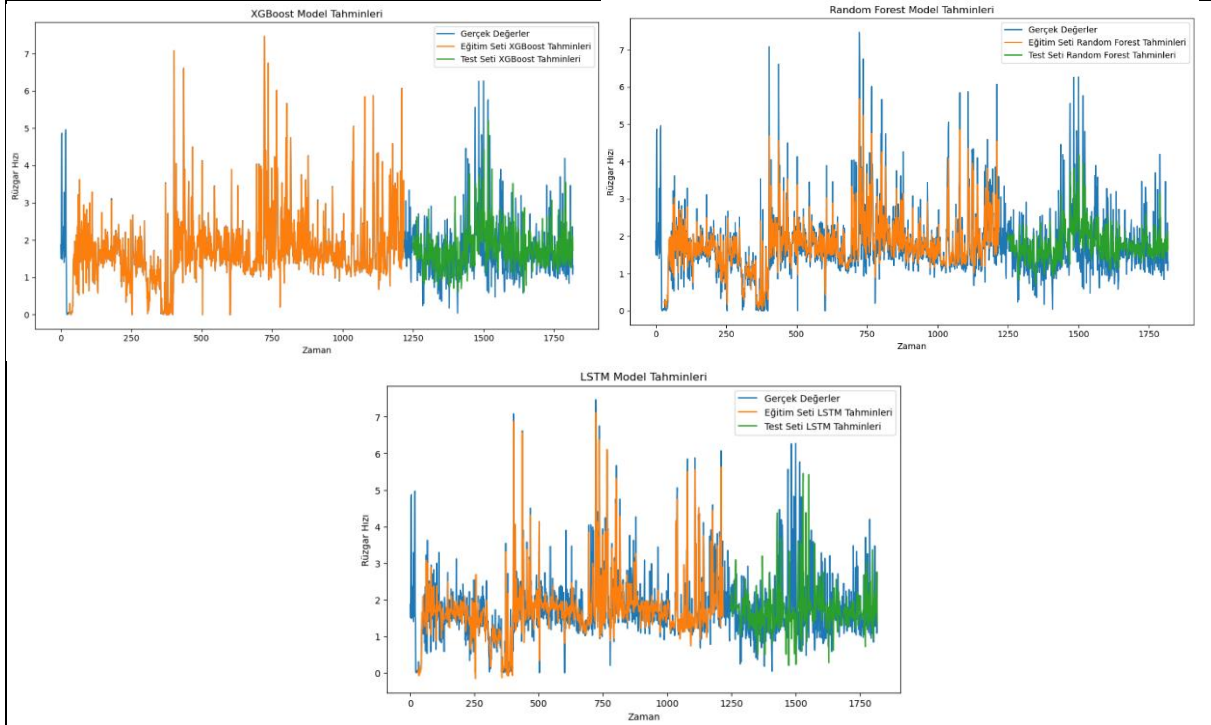 XGBoost Model Tahminleri
Gerçek Değerler
Eğitim Seti XGBoost Tahminleri
Test Seti XGBoost Tahminleri
Rüzgar Hızı
7
6
5
4
3
2
1
0
0
250
500
750
1000
1250
1500
1750
Zaman
Random Forest Model Tahminleri
Gerçek Değerler
Eğitim Seti Random Forest Tahminleri
Test Seti Random Forest Tahminleri
Rüzgar Hızı
7
6
5
4
3
2
1
0
0
250
500
750
1000
1250
1500
1750
Zaman
LSTM Model Tahminleri
Gerçek Değerler
Eğitim Seti LSTM Tahminleri
Test Seti LSTM Tahminleri
Rüzgar Hızı
7
6
5
4
3
2
1
0
0
250
500
750
1000
1250
1500
1750
Zaman